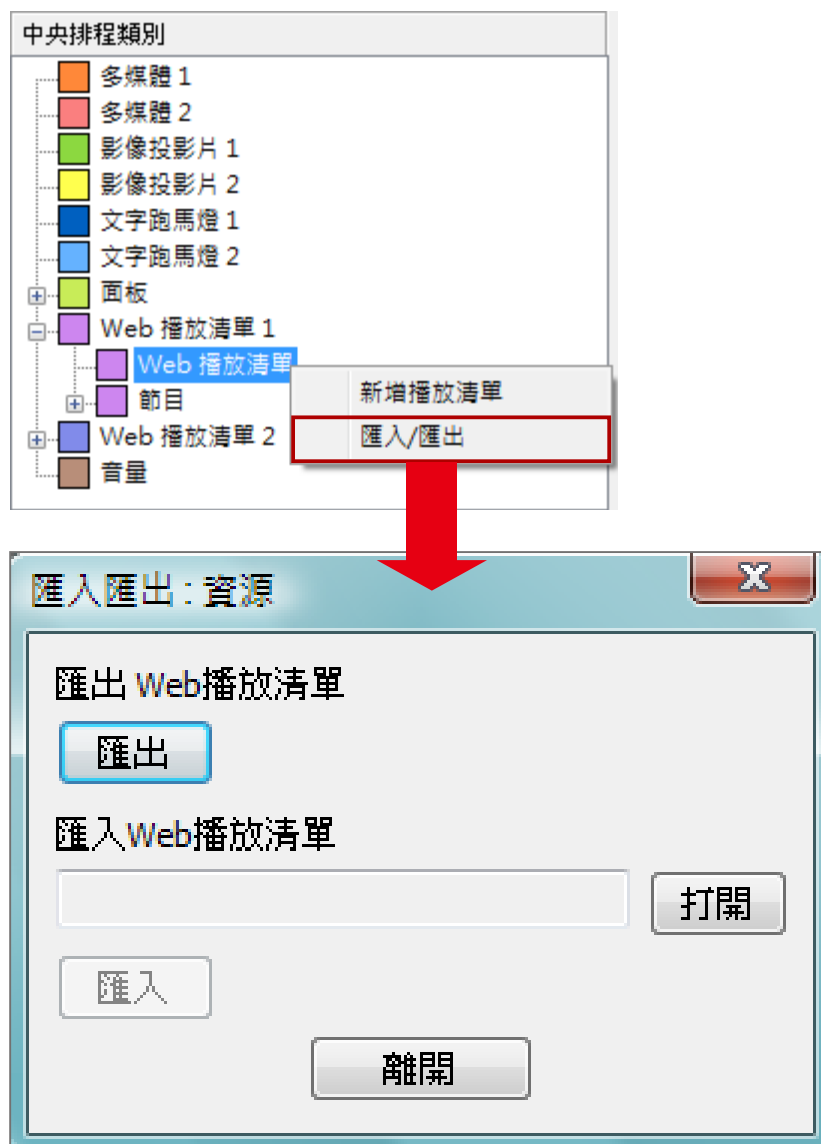 中央排程類別
多媒體 1
多媒體 2
影像投影片 1
影像投影片 2
文字跑馬燈 1
文字跑馬燈 2
面板
Web 播放清單 1
Web 播放清單
新增播放清單
節目
匯入/匯出
Web 播放清單 2
音量
匯入匯出 : 資源
匯出 Web播放清單
匯出
匯入Web播放清單
打開
匯入
離開